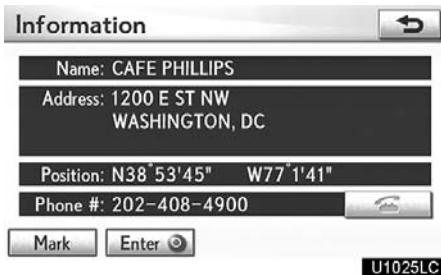 Information
Name: CAFE PHILLIPS
Address: 1200 E ST NW
WASHINGTON, DC
Position: N38°53'45" W77°1'41"
Phone #: 202-408-4900
Mark Enter
U1025LC